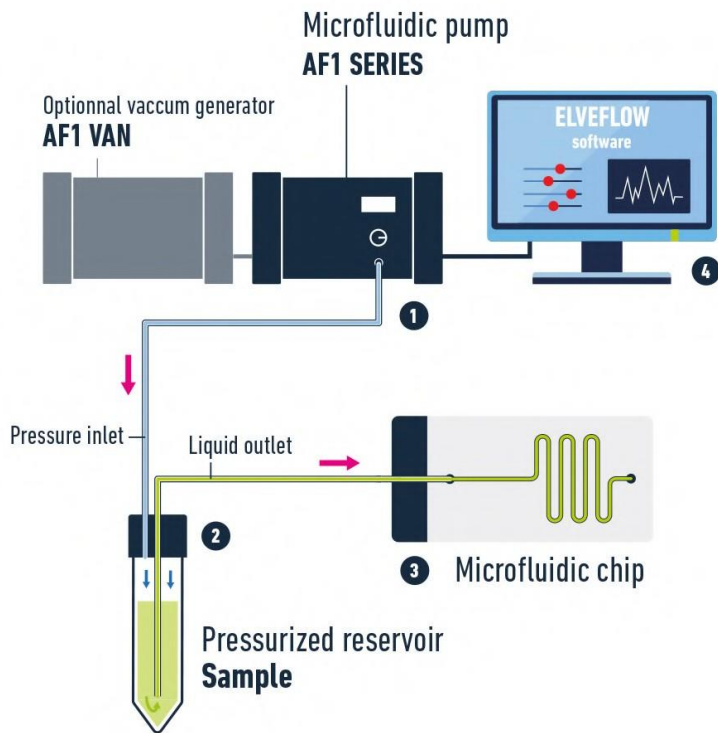 Microfluidic pump
AF1 SERIES
Optionnal vaccum generator
AF1 VAN
ELVEFLOW
software
4
1
Pressure inlet
Liquid outlet
2
3 Microfluidic chip
Pressurized reservoir
Sample